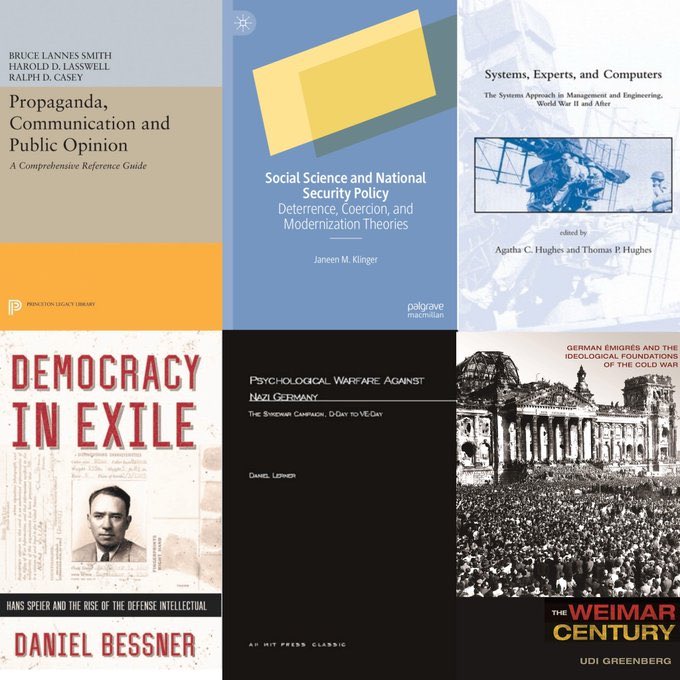 BRUCE LANNES SMITH
HAROLD D. LASSWELL
RALPH D. CASEY
Propaganda,
Communication and
Public Opinion
A Comprehensive Reference Guide
PRINCETON LEGACY LIBRARY
Social Science and National
Security Policy
Deterrence, Coercion, and
Modernization Theories
Janeen M. Klinger
palgrave
macmillan
Systems, Experts, and Computers
The Systems Approach in Management and Engineering,
World War II and After
edited by
Agatha C. Hughes and Thomas P. Hughes
DEMOCRACY
IN EXILE
FINGERPRINTS
RIGHT HAND
HANS SPEIER AND THE RISE OF THE DEFENSE INTELLECTUAL
DANIEL BESSNER
PSYCHOLOGICAL WARFARE AGAINST
NAZI GERMANY
THE SYKEWAR CAMPAIGN, D-DAY TO VE-DAY
DANIEL LERNER
AN MIT PRESS CLASSIC
GERMAN ÉMIGRÉS AND THE
IDEOLOGICAL FOUNDATIONS
OF THE COLD WAR
THE WEIMAR
CENTURY
UDI GREENBERG